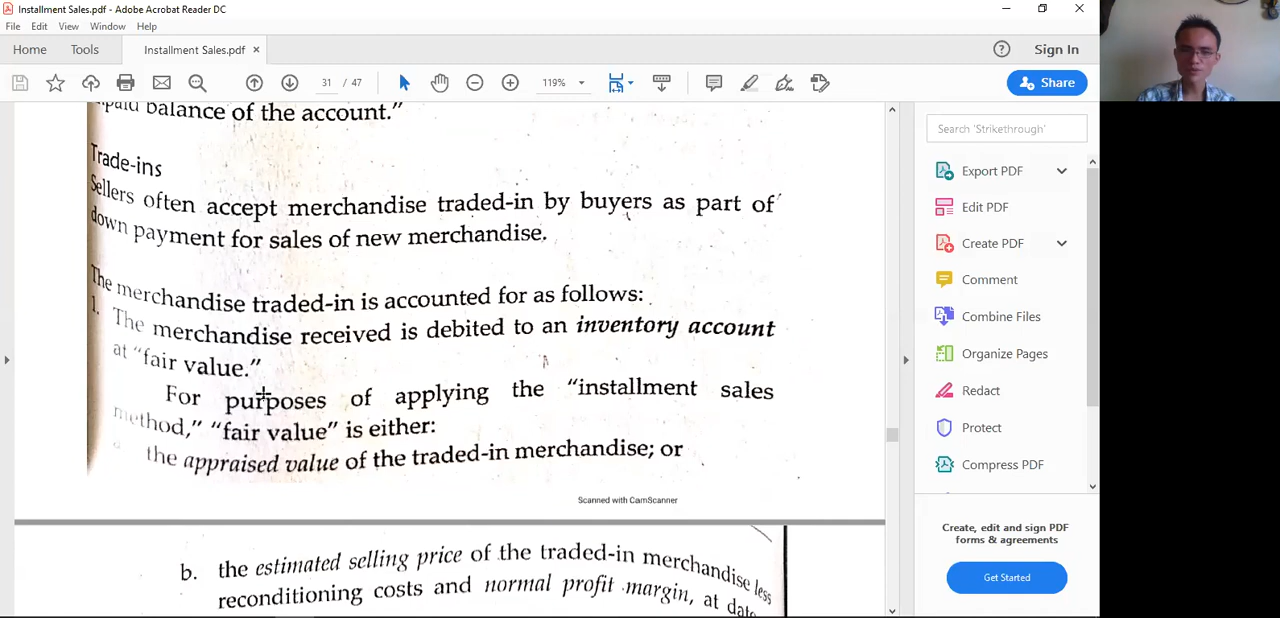 Installment Sales.pdf - Adobe Acrobat Reader DC
File Edit View Window Help
Home Tools Installment Sales.pdf × Sign In
31 / 47 119% Share
paid balance of the account."
Trade-ins
Sellers often accept merchandise traded-in by buyers as part of
down payment for sales of new merchandise.
The merchandise traded-in is accounted for as follows:
1. The merchandise received is debited to an inventory account
at "fair value."
For purposes of applying the "installment sales
method," "fair value" is either:
the appraised value of the traded-in merchandise; or
Scanned with CamScanner
b. the estimated selling price of the traded-in merchandise less
reconditioning costs and normal profit margin, at date
Search 'Strikethrough'
Export PDF
Edit PDF
Create PDF
Comment
Combine Files
Organize Pages
Redact
Protect
Compress PDF
Create, edit and sign PDF
forms & agreements
Get Started